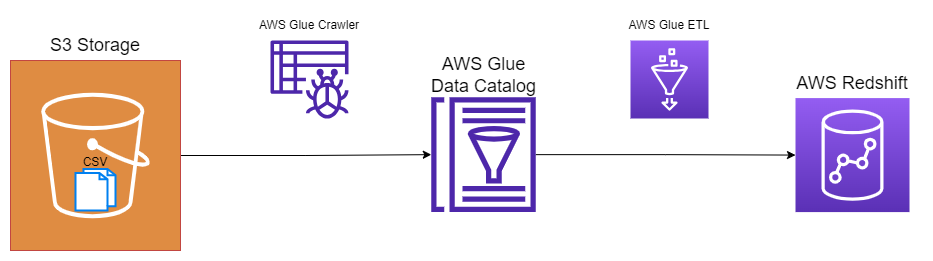 AWS Glue Crawler
AWS Glue ETL
S3 Storage
AWS Glue
Data Catalog
AWS Redshift
CSV